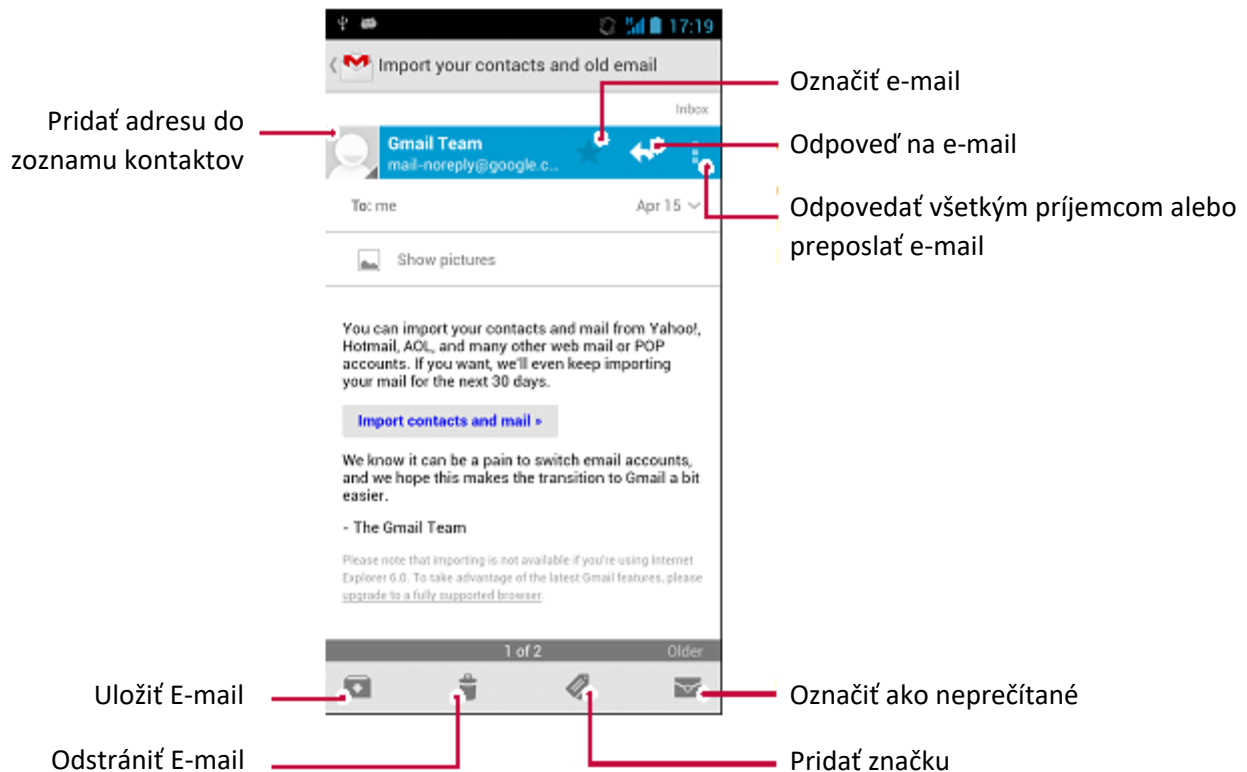 17:19
Import your contacts and old email
Označiť e-mail
Inbox
Pridať adresu do
zoznamu kontaktov
Gmail Team
mail-noreply@google.c...
Odpoveď na e-mail
To: me
Apr 15
Odpovedať všetkým príjemcom alebo
preposlať e-mail
Show pictures
You can import your contacts and mail from Yahoo!,
Hotmail, AOL, and many other web mail or POP
accounts. If you want, we'll even keep importing
your mail for the next 30 days.
Import contacts and mail »
We know it can be a pain to switch email accounts,
and we hope this makes the transition to Gmail a bit
easier.
- The Gmail Team
Please note that importing is not available if you're using Internet
Explorer 6.0. To take advantage of the latest Gmail features, please
upgrade to a fully supported browser.
1 of 2
Older
Uložiť E-mail
Označiť ako neprečítané
Odstrániť E-mail
Pridať značku